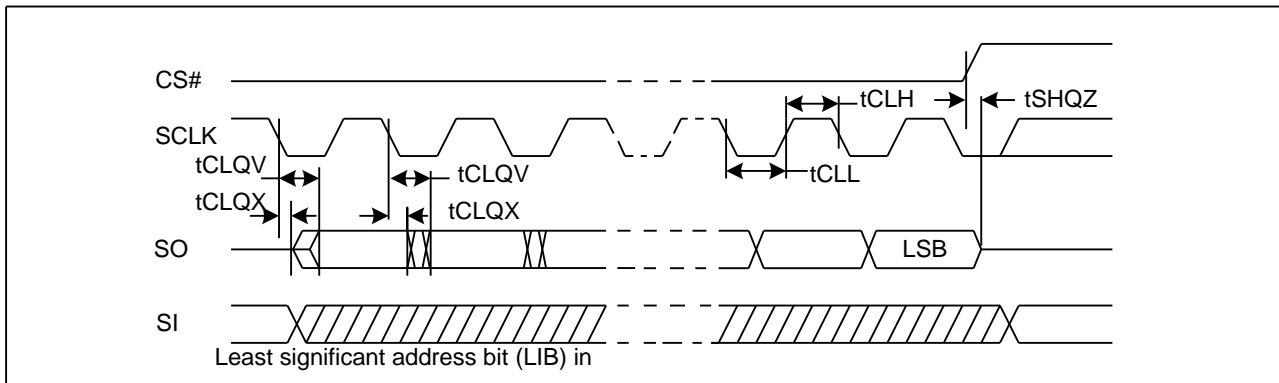 CS#
tCLH
tSHQZ
SCLK
tCLQV
tCLQV
tCLL
tCLQX
tCLQX
SO
LSB
SI
Least significant address bit (LIB) in